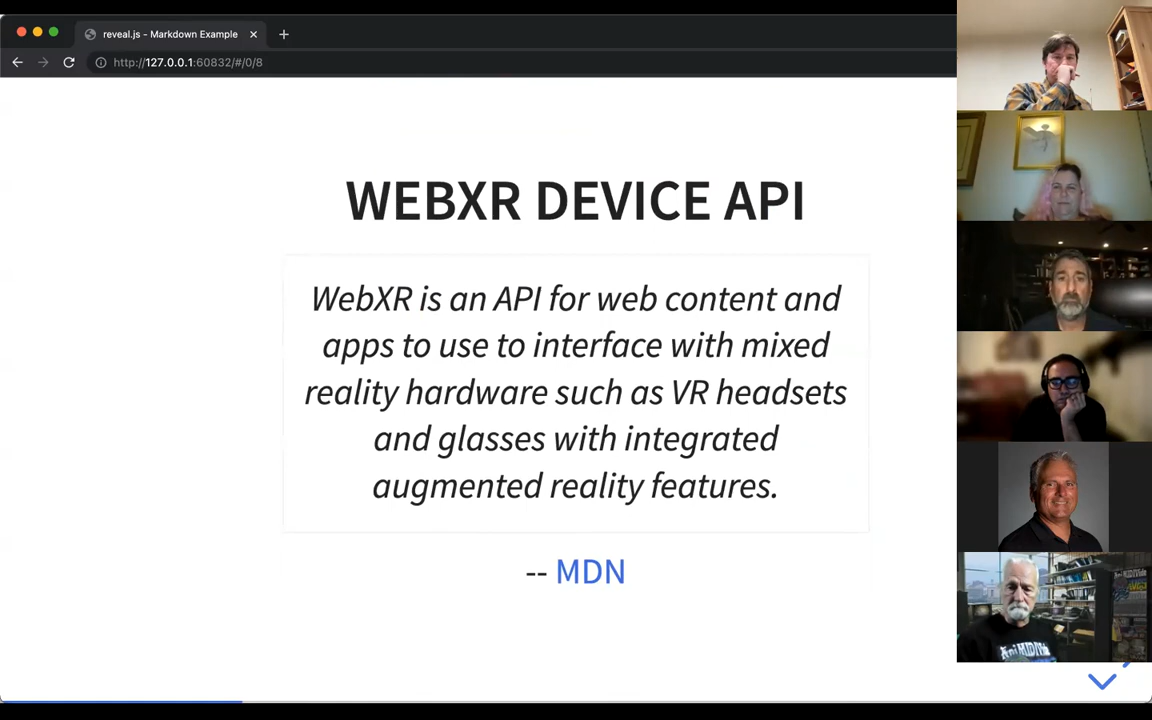 reveal.js - Markdown Example
http://127.0.0.1:60832/#/0/8
WEBXR DEVICE API
WebXR is an API for web content and
apps to use to interface with mixed
reality hardware such as VR headsets
and glasses with integrated
augmented reality features.
-- MDN